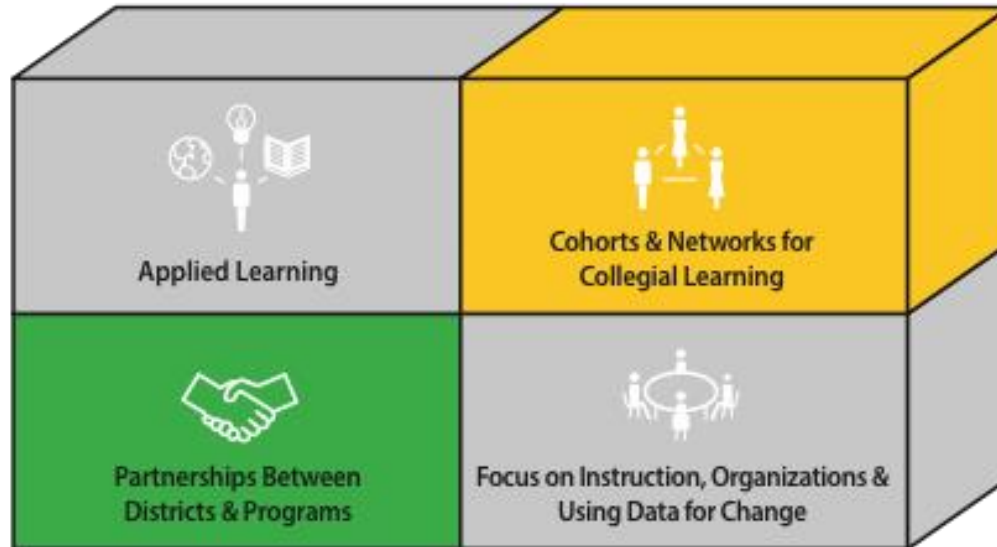 Applied Learning
Cohorts & Networks for
Collegial Learning
Partnerships Between
Districts & Programs
Focus on Instruction, Organizations &
Using Data for Change